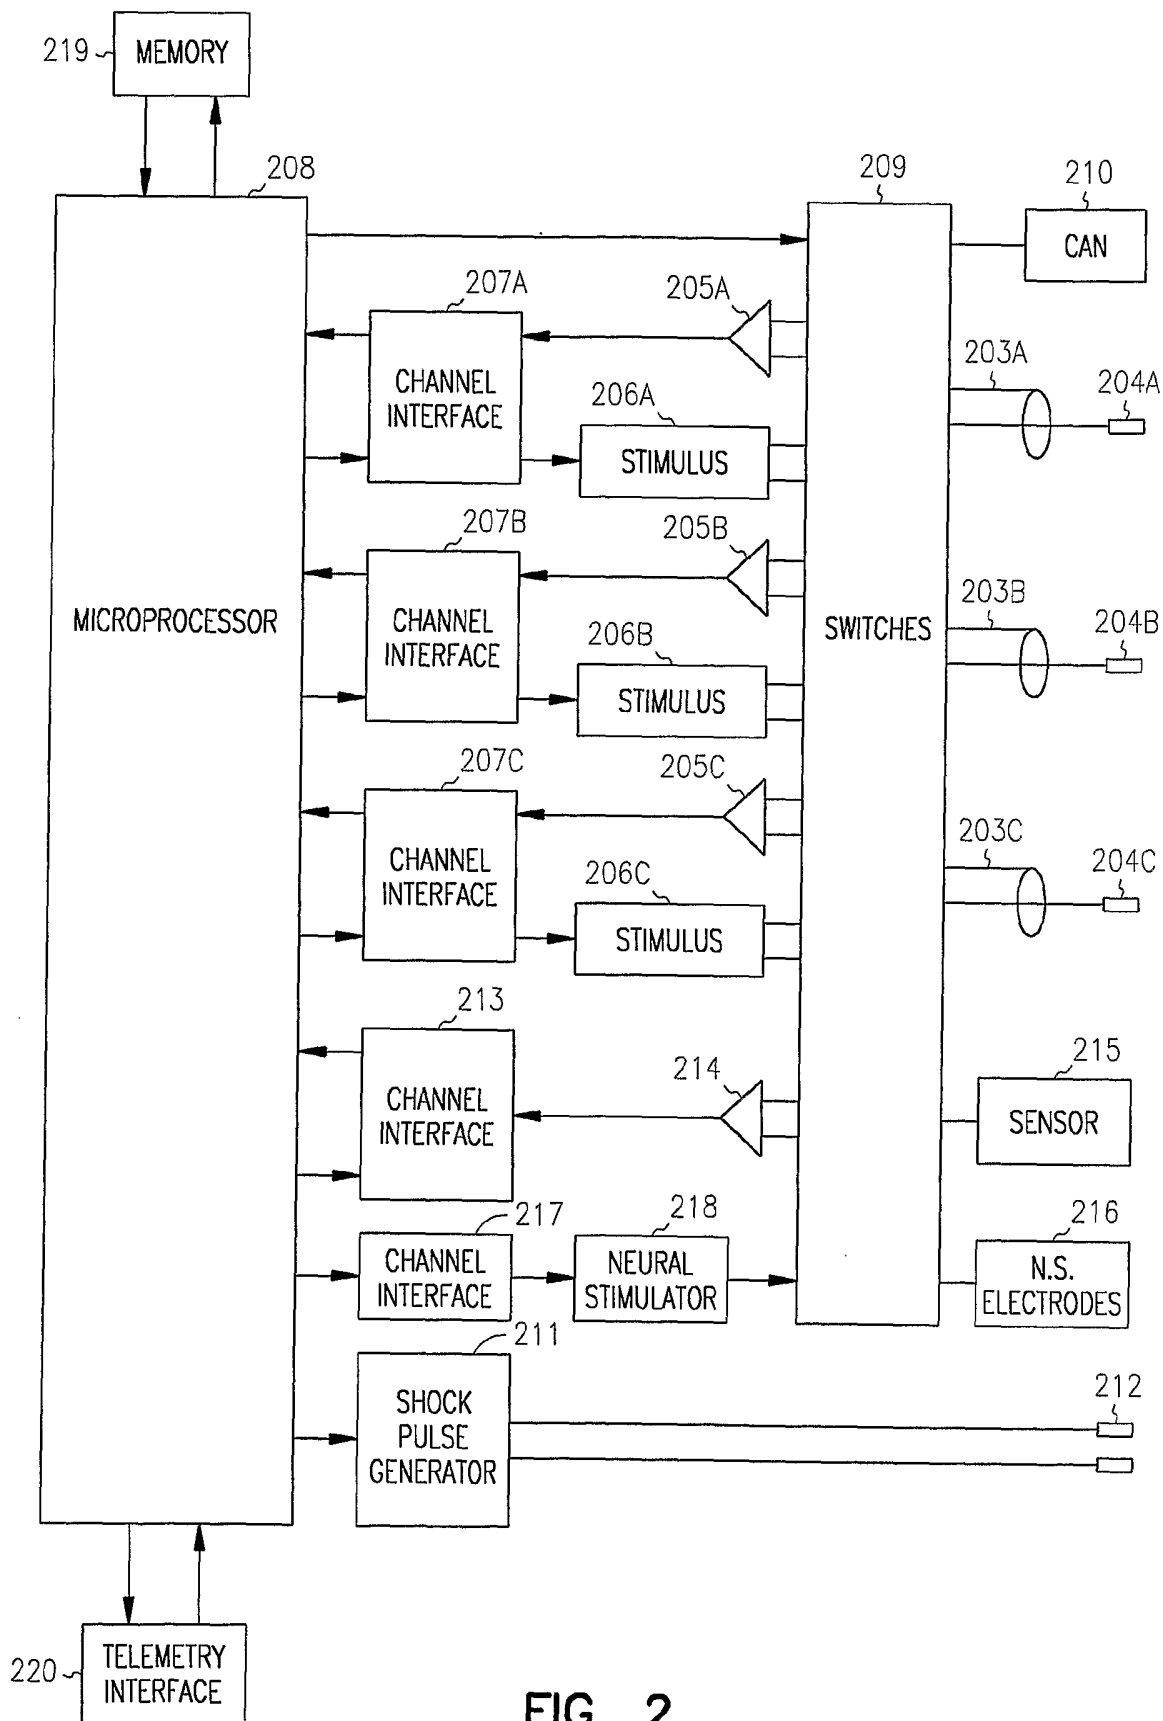 219
MEMORY
208
209
210
CAN
207A
205A
CHANNEL
INTERFACE
203A
204A
206A
STIMULUS
207B
205B
MICROPROCESSOR
CHANNEL
INTERFACE
SWITCHES
203B
204B
206B
STIMULUS
207C
205C
CHANNEL
INTERFACE
203C
204C
206C
STIMULUS
213
CHANNEL
INTERFACE
214
215
SENSOR
217
CHANNEL
INTERFACE
218
NEURAL
STIMULATOR
216
N.S.
ELECTRODES
211
SHOCK
PULSE
GENERATOR
212
220
TELEMETRY
INTERFACE
FIG. 2